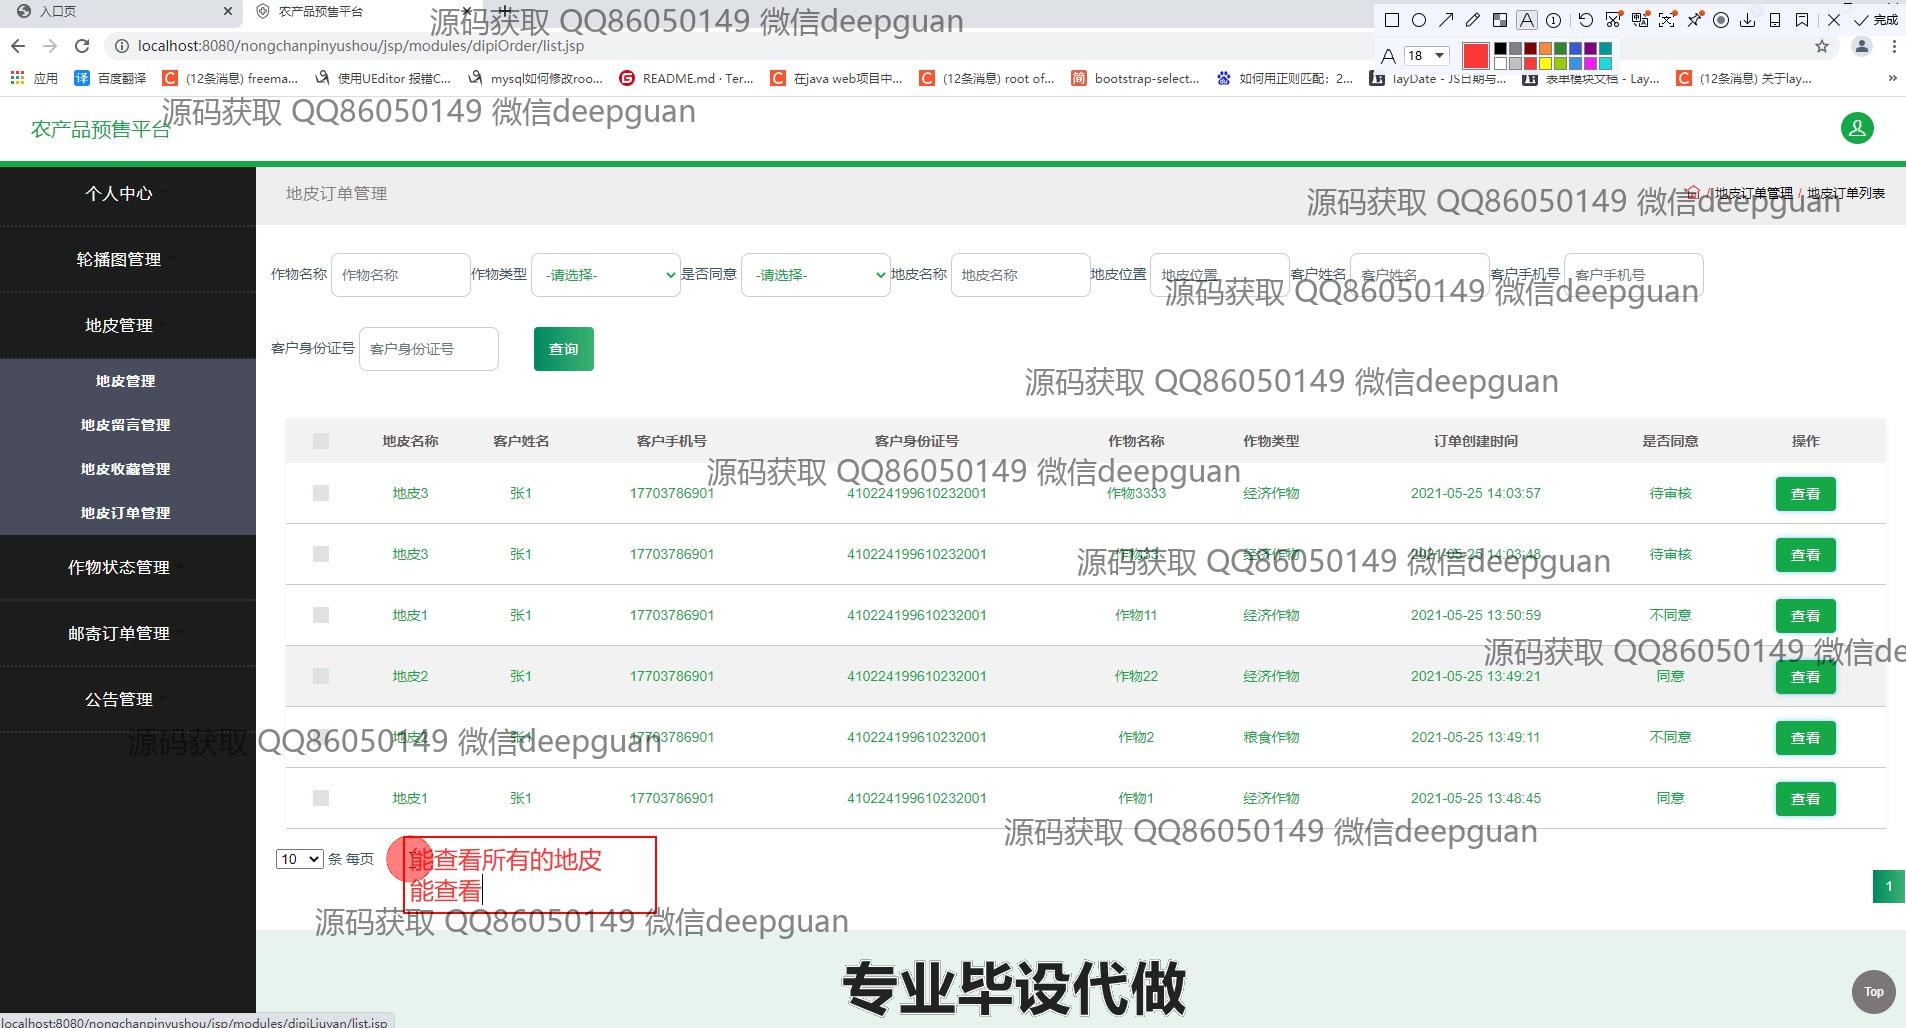 入口页
农产品预售平台
源码获取 QQ86050149 微信deepguan
完成
localhost:8080/nongchanpinyushou/jsp/modules/dipiOrder/list.jsp
18
应用
百度翻译
(12条消息) freema...
使用UEditor 报错C...
mysql如何修改roo...
README.md · Ter...
在java web项目中...
(12条消息) root of...
bootstrap-select...
如何用正则匹配：2...
layDate - JS日期与...
表单模块文档 - Lay...
(12条消息) 关于lay...
源码获取 QQ86050149 微信deepguan
农产品预售平台
个人中心
轮播图管理
地皮管理
地皮管理
地皮留言管理
地皮收藏管理
地皮订单管理
作物状态管理
邮寄订单管理
公告管理
地皮订单管理
/ 地皮订单管理 / 地皮订单列表
源码获取 QQ86050149 微信deepguan
作物名称 作物名称 作物类型 -请选择- 是否同意 -请选择- 地皮名称 地皮名称 地皮位置 地皮位置 客户姓名 客户姓名 客户手机号 客户手机号
源码获取 QQ86050149 微信deepguan
客户身份证号 客户身份证号 查询
源码获取 QQ86050149 微信deepguan
地皮名称 客户姓名 客户手机号 客户身份证号 作物名称 作物类型 订单创建时间 是否同意 操作
源码获取 QQ86050149 微信deepguan
地皮3 张1 17703786901 410224199610232001 作物3333 经济作物 2021-05-25 14:03:57 待审核 查看
地皮3 张1 17703786901 410224199610232001 作物33 经济作物 2021-05-25 14:03:48 待审核 查看
源码获取 QQ86050149 微信deepguan
地皮1 张1 17703786901 410224199610232001 作物11 经济作物 2021-05-25 13:50:59 不同意 查看
源码获取 QQ86050149 微信de
地皮2 张1 17703786901 410224199610232001 作物22 经济作物 2021-05-25 13:49:21 同意 查看
地皮2 张1 17703786901 410224199610232001 作物2 粮食作物 2021-05-25 13:49:11 不同意 查看
源码获取 QQ86050149 微信deepguan
地皮1 张1 17703786901 410224199610232001 作物1 经济作物 2021-05-25 13:48:45 同意 查看
源码获取 QQ86050149 微信deepguan
10 条 每页
能查看所有的地皮
能查看
1
源码获取 QQ86050149 微信deepguan
专业毕设代做
Top
localhost:8080/nongchanpinyushou/jsp/modules/dipiLiuyan/list.jsp